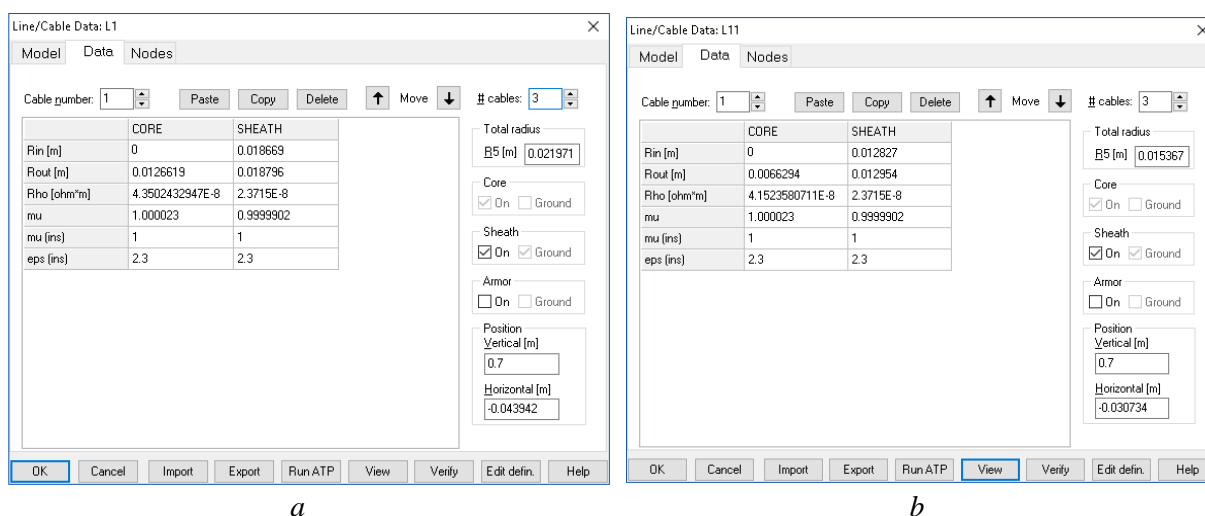 Line/Cable Data: L1
Model Data Nodes
Cable number: 1 Paste Copy Delete Move # cables: 3
CORE SHEATH
Rin [m] 0 0.018669
Rout [m] 0.0126619 0.018796
Rho [ohm*m] 4.3502432947E-8 2.3715E-8
mu 1.000023 0.9999902
mu (ins) 1 1
eps (ins) 2.3 2.3
Total radius
R5 [m] 0.021971
Core
On Ground
Sheath
On Ground
Armor
On Ground
Position
Vertical [m]
0.7
Horizontal [m]
-0.043942
OK Cancel Import Export Run ATP View Verify Edit defin. Help
a
Line/Cable Data: L11
Model Data Nodes
Cable number: 1 Paste Copy Delete Move # cables: 3
CORE SHEATH
Rin [m] 0 0.012827
Rout [m] 0.0066294 0.012954
Rho [ohm*m] 4.1523580711E-8 2.3715E-8
mu 1.000023 0.9999902
mu (ins) 1 1
eps (ins) 2.3 2.3
Total radius
R5 [m] 0.015367
Core
On Ground
Sheath
On Ground
Armor
On Ground
Position
Vertical [m]
0.7
Horizontal [m]
-0.030734
OK Cancel Import Export Run ATP View Verify Edit defin. Help
b